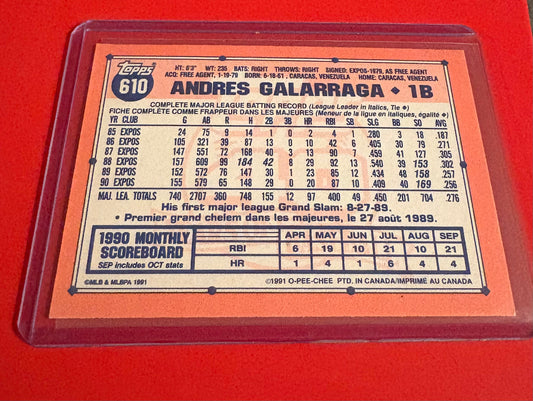 Topps
610
HT: 6'3" WT: 235 BATS: RIGHT THROWS: RIGHT SIGNED: EXPOS-1979, AS FREE AGENT
ACQ: FREE AGENT, 1-19-79 BORN: 6-18-61, CARACAS, VENEZUELA HOME: CARACAS, VENEZUELA
ANDRES GALARRAGA ♦ 1B
COMPLETE MAJOR LEAGUE BATTING RECORD (League Leader in Italics, Tie ♦)
FICHE COMPLÈTE COMME FRAPPEUR DANS LES MAJEURES (Meneur de la ligue en italiques, égalité ♦)
YR CLUB G AB R H 2B 3B HR RBI SB SLG BB SO AVG
85 EXPOS 24 75 9 14 1 0 2 4 1 .280 3 18 .187
86 EXPOS 105 321 39 87 13 0 10 42 6 .405 30 79 .271
87 EXPOS 147 551 72 168 40 3 13 90 7 .459 41 127 .305
88 EXPOS 157 609 99 184 42 8 29 92 13 .540 39 153 .302
89 EXPOS 152 572 76 147 30 1 23 85 12 .434 48 158 .257
90 EXPOS 155 579 65 148 29 0 20 87 10 .409 40 169 .256
MAJ. LEA. TOTALS 740 2707 360 748 155 12 97 400 49 .450 201 704 .276
His first major league Grand Slam: 8-27-89.
• Premier grand chelem dans les majeures, le 27 août 1989.
1990 MONTHLY SCOREBOARD
SEP includes OCT stats
APR MAY JUN JUL AUG SEP
RBI 6 19 10 21 10 21
HR 1 4 1 6 4 4
©MLB & MLBPA 1991
©1991 O-PEE-CHEE PTD. IN CANADA/IMPRIMÉ AU CANADA